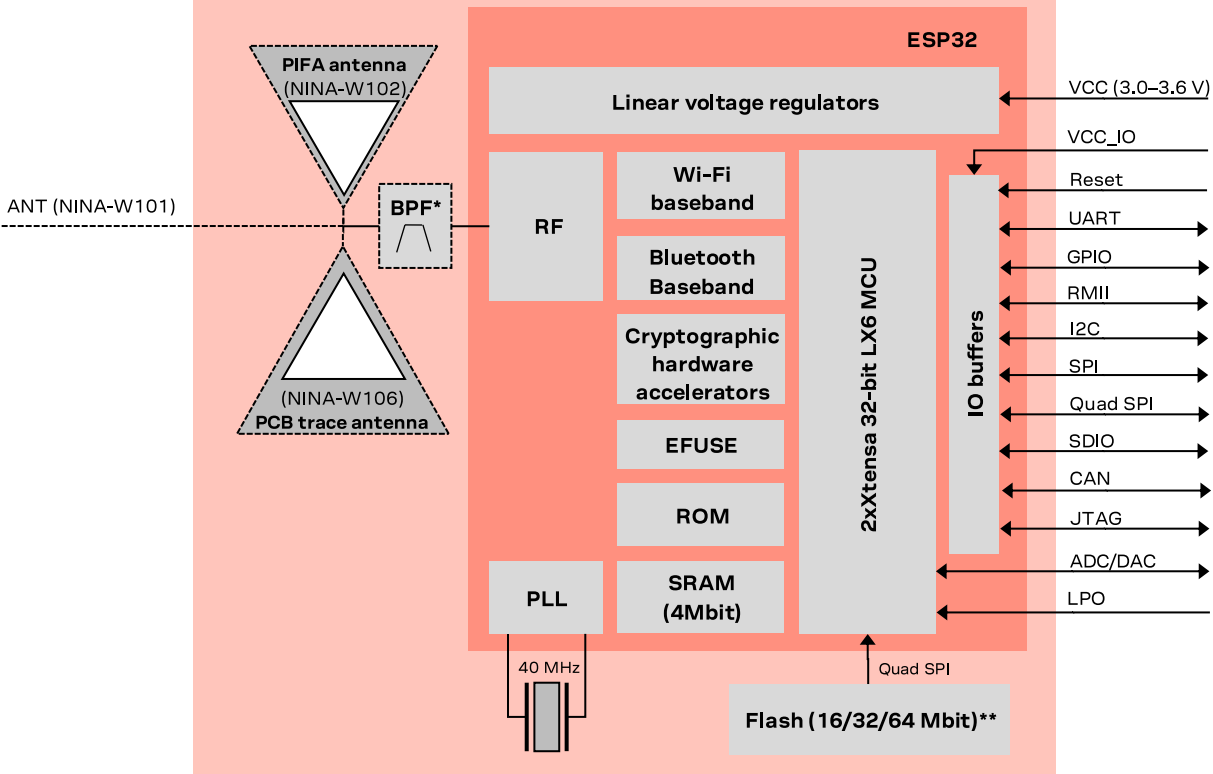 ESP32
PIFA antenna
(NINA-W102)
Linear voltage regulators
VCC (3.0–3.6 V)
VCC_IO
Reset
ANT (NINA-W101)
BPF*
RF
Wi-Fi
baseband
UART
Bluetooth
Baseband
GPIO
RMII
Cryptographic
hardware
accelerators
2xXtensa 32-bit LX6 MCU
IO buffers
I2C
SPI
(NINA-W106)
PCB trace antenna
Quad SPI
EFUSE
SDIO
CAN
ROM
JTAG
ADC/DAC
PLL
SRAM
(4Mbit)
LPO
40 MHz
Quad SPI
Flash (16/32/64 Mbit)**